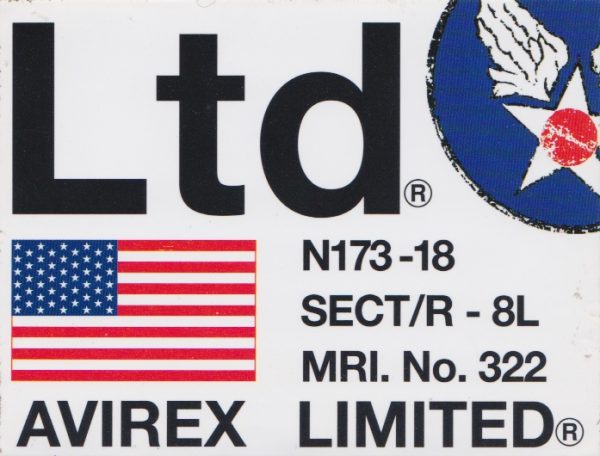 Ltd®
N173-18
SECT/R - 8L
MRI. No. 322
AVIREX LIMITED®